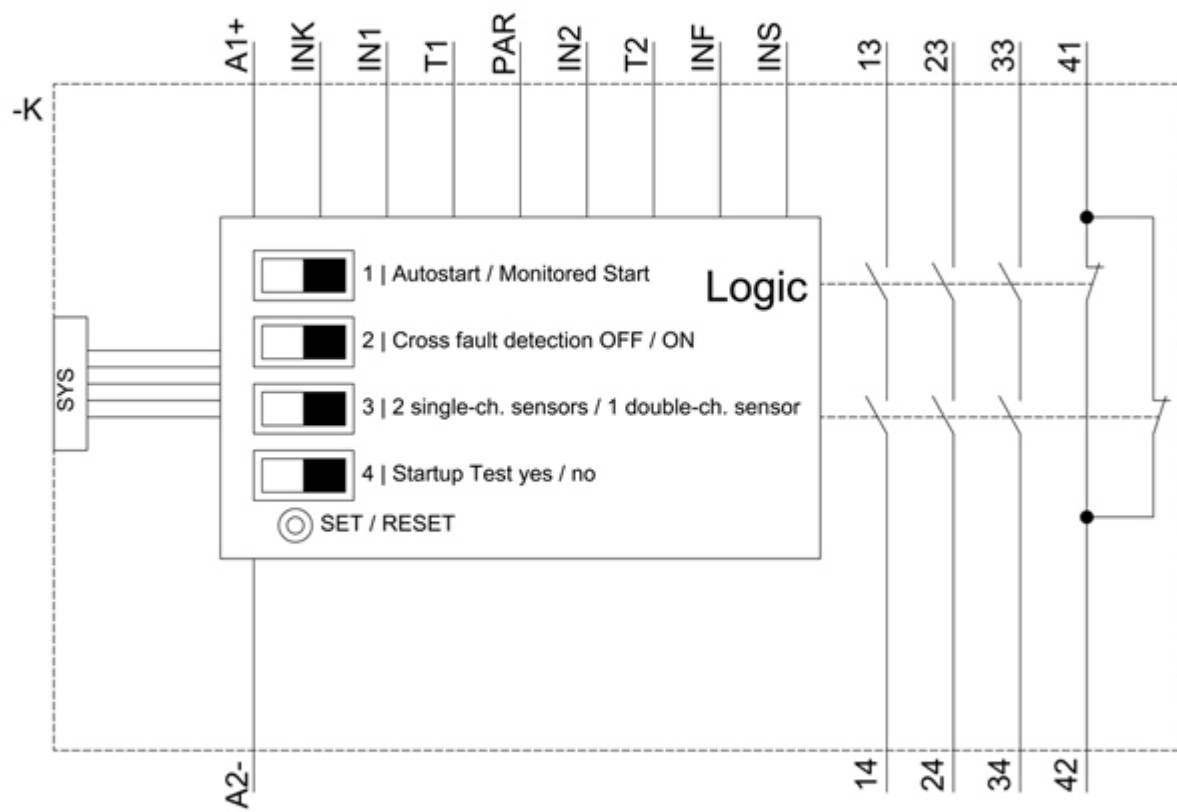 A1+
INK
IN1
T1
PAR
IN2
T2
INF
INS
13
23
33
41
-K
1 | Autostart / Monitored Start
Logic
2 | Cross fault detection OFF / ON
SYS
3 | 2 single-ch. sensors / 1 double-ch. sensor
4 | Startup Test yes / no
SET / RESET
A2-
14
24
34
42